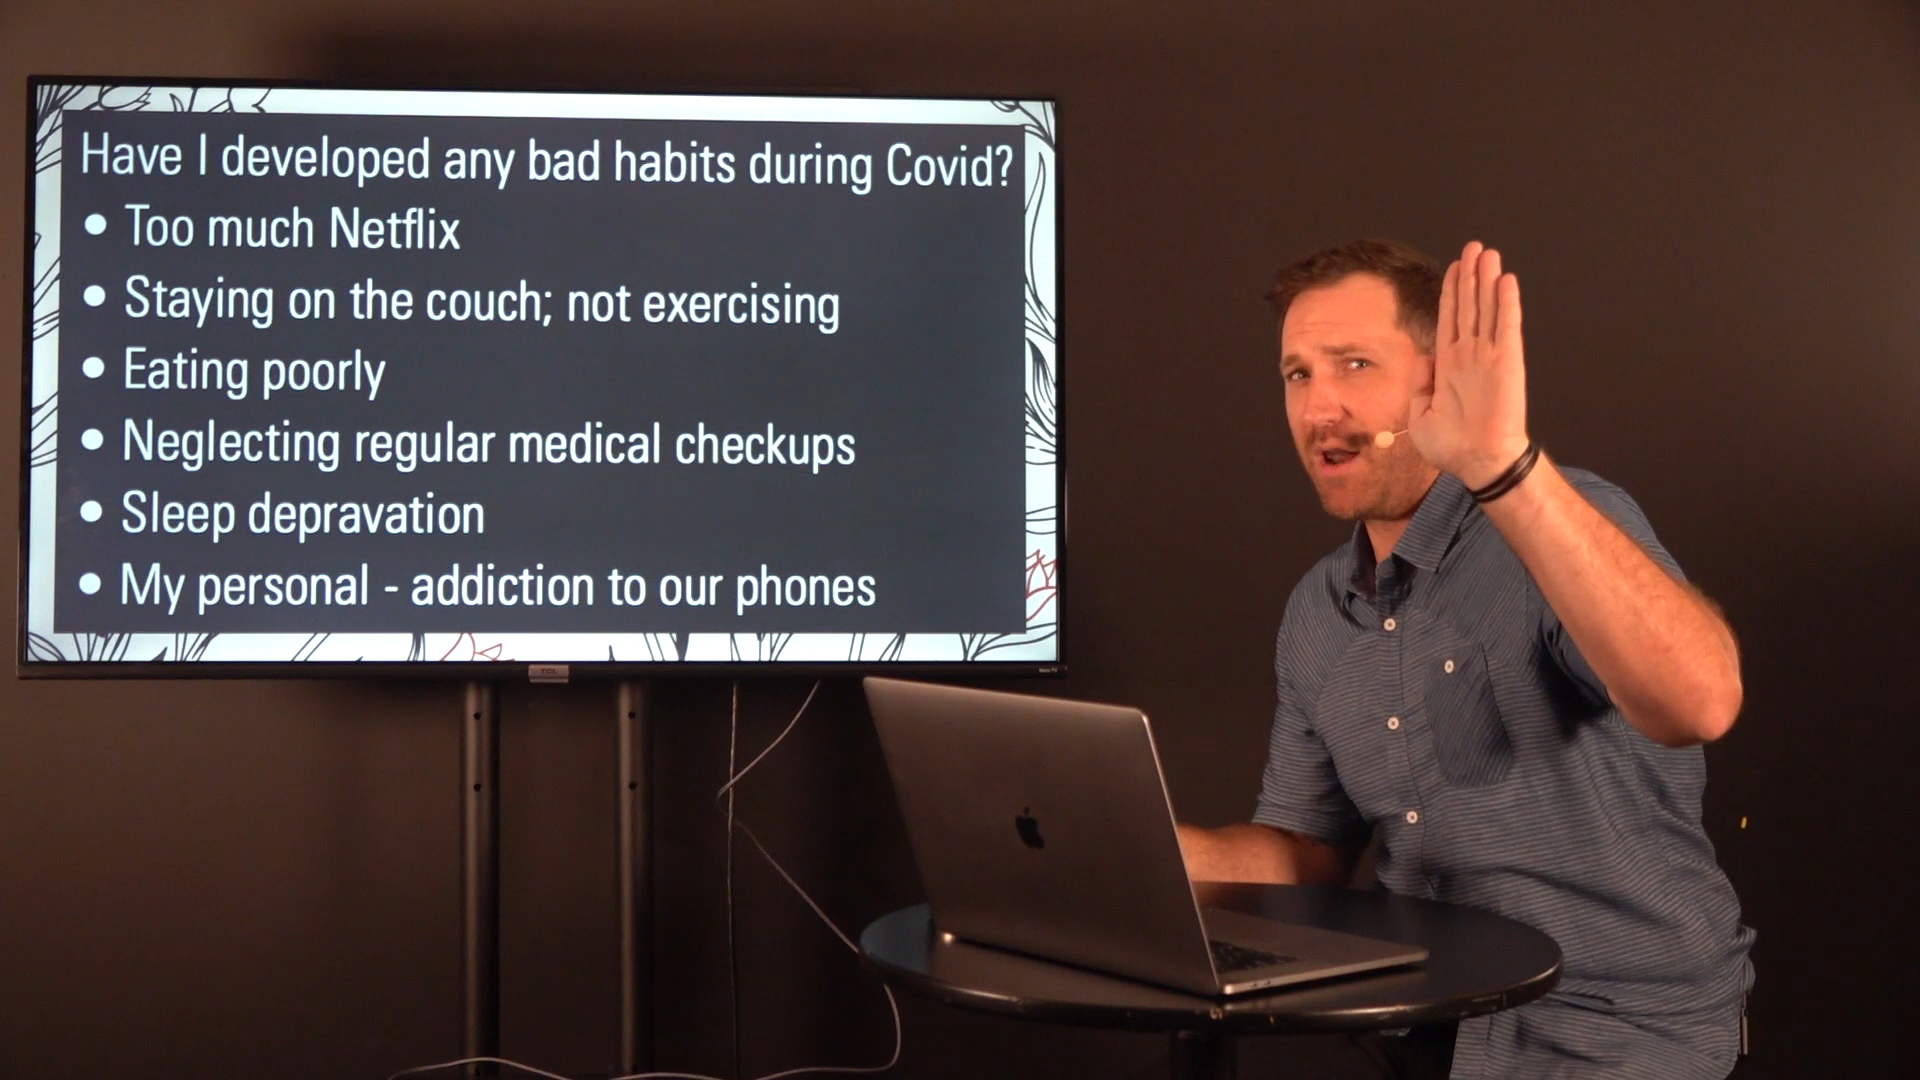 Have I developed any bad habits during Covid?
• Too much Netflix
• Staying on the couch; not exercising
• Eating poorly
• Neglecting regular medical checkups
• Sleep depravation
• My personal - addiction to our phones
TCL